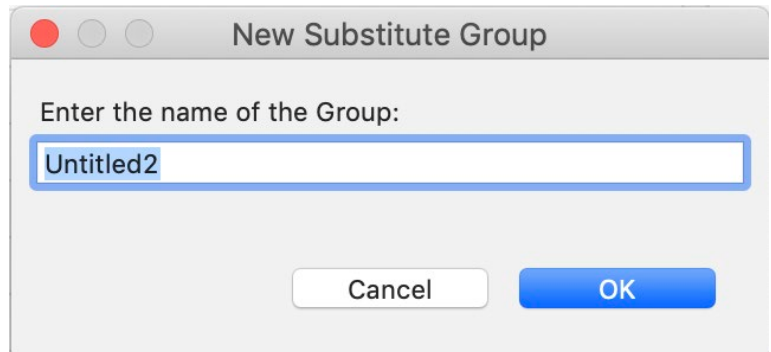 New Substitute Group
Enter the name of the Group:
Untitled2
Cancel OK